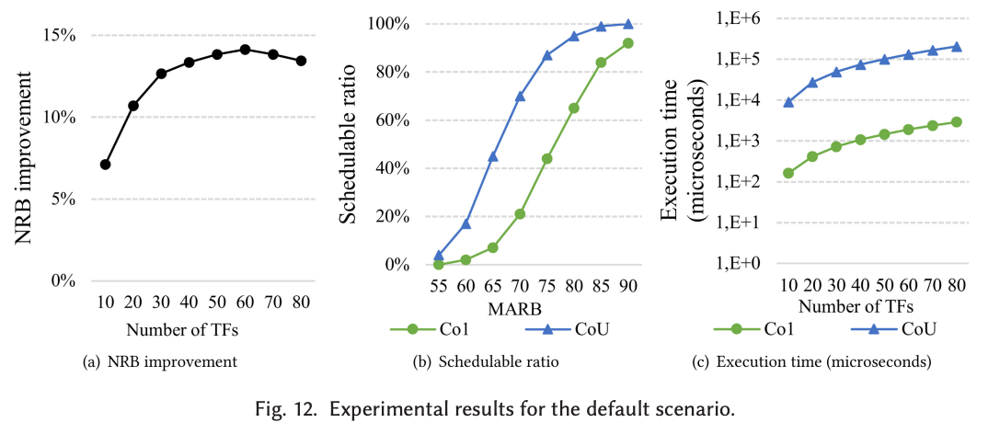 NRB improvement
15%
10%
5%
0%
10 20 30 40 50 60 70 80
Number of TFs
(a) NRB improvement
Schedulable ratio
100%
80%
60%
40%
20%
0%
55 60 65 70 75 80 85 90
MARB
Co1 CoU
(b) Schedulable ratio
Execution time
(microseconds)
1,E+6
1,E+5
1,E+4
1,E+3
1,E+2
1,E+1
1,E+0
10 20 30 40 50 60 70 80
Number of TFs
Co1 CoU
(c) Execution time (microseconds)
Fig. 12. Experimental results for the default scenario.